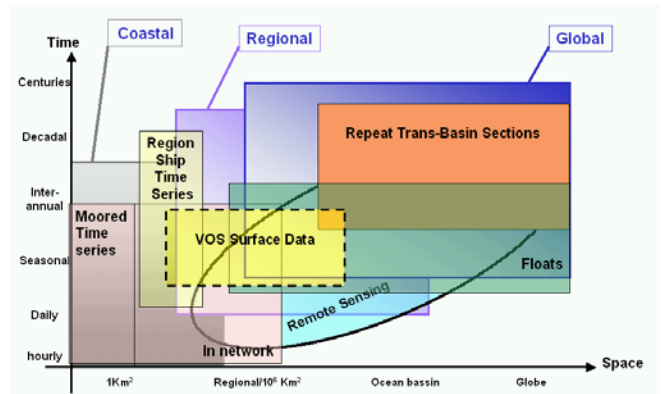 Coastal
Regional
Global
Time
Centuries
Decadal
Inter-
annual
Seasonal
Daily
hourly
Region
Ship
Time
Series
Repeat Trans-Basin Sections
Moored
Time
series
VOS Surface Data
Floats
Remote Sensing
In network
Space
1Km²
Regional/10⁶ Km²
Ocean bassin
Globe